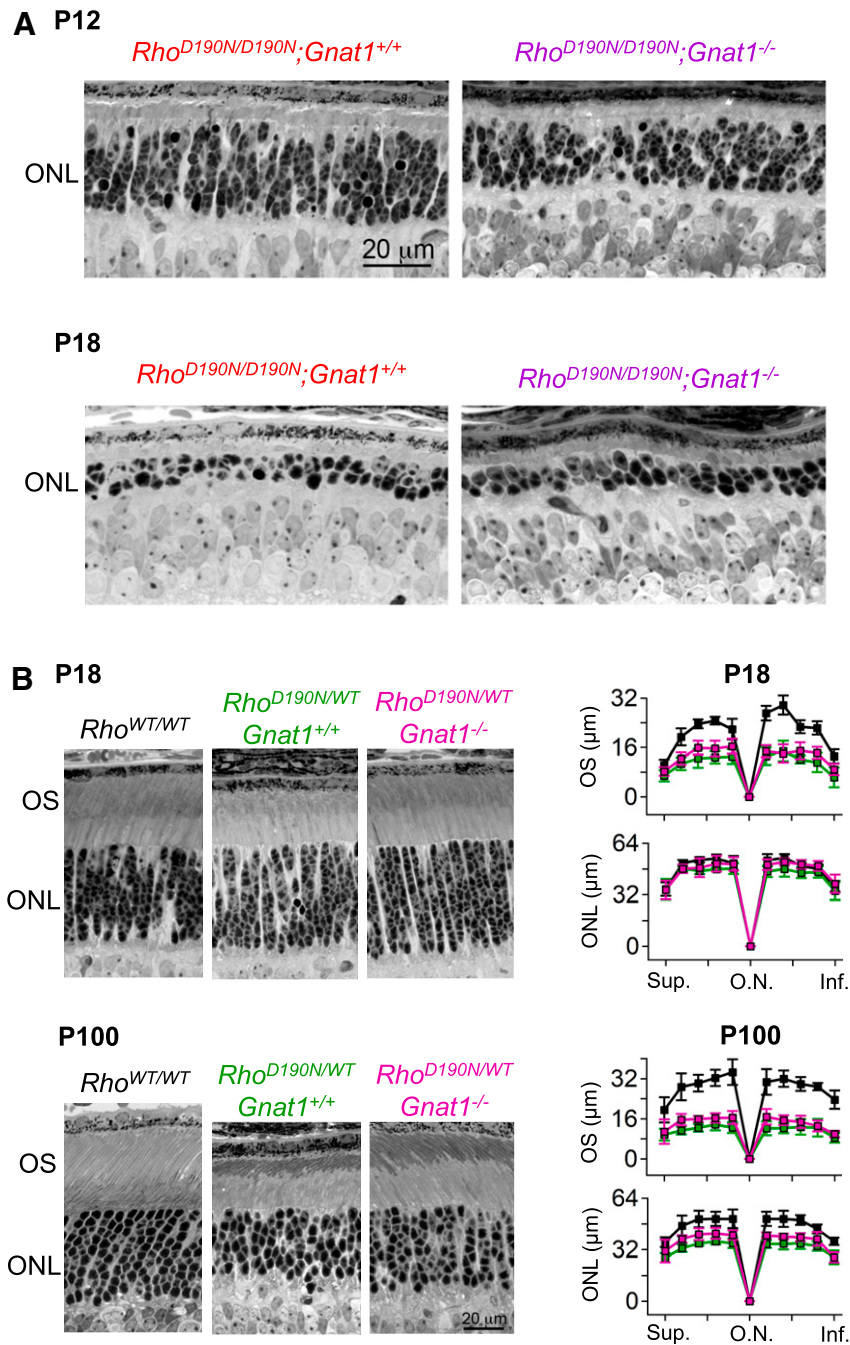 A P12
Rho^D190N/D190N;Gnat1^+/+ Rho^D190N/D190N;Gnat1^-/-
ONL
20 μm
P18
Rho^D190N/D190N;Gnat1^+/+ Rho^D190N/D190N;Gnat1^-/-
ONL
B P18
Rho^WT/WT
Rho^D190N/WT
Gnat1^+/+
Rho^D190N/WT
Gnat1^-/-
OS
ONL
P18
32
16
0
OS (μm)
64
32
0
ONL (μm)
Sup. O.N. Inf.
P100
Rho^WT/WT
Rho^D190N/WT
Gnat1^+/+
Rho^D190N/WT
Gnat1^-/-
OS
ONL
20 μm
P100
32
16
0
OS (μm)
64
32
0
ONL (μm)
Sup. O.N. Inf.